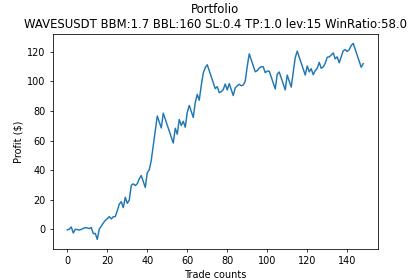 Portfolio
WAVESUSDT BBM:1.7 BBL:160 SL:0.4 TP:1.0 lev:15 WinRatio:58.0
Profit ($)
120
100
80
60
40
20
0
0 20 40 60 80 100 120 140
Trade counts